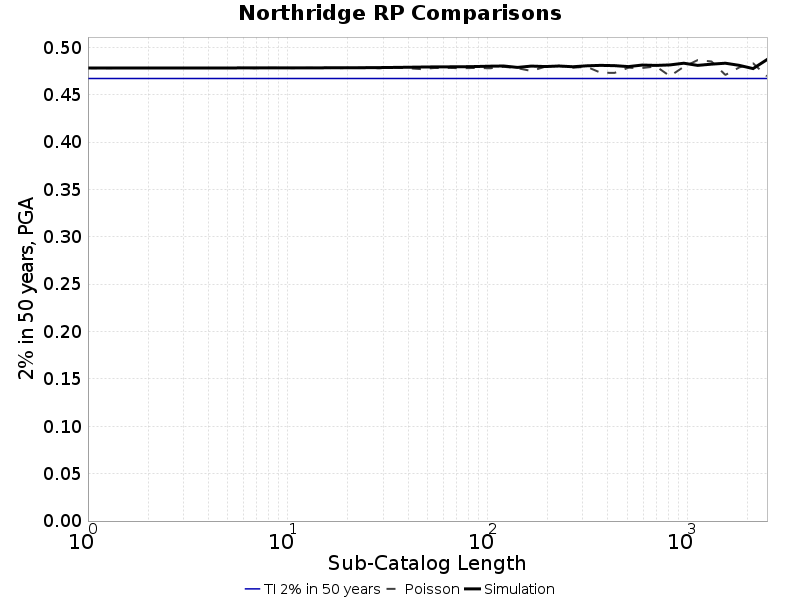 Northridge RP Comparisons
2% in 50 years, PGA
0.50
0.45
0.40
0.35
0.30
0.25
0.20
0.15
0.10
0.05
0.00
10^0 10^1 10^2 10^3
Sub-Catalog Length
TI 2% in 50 years Poisson Simulation